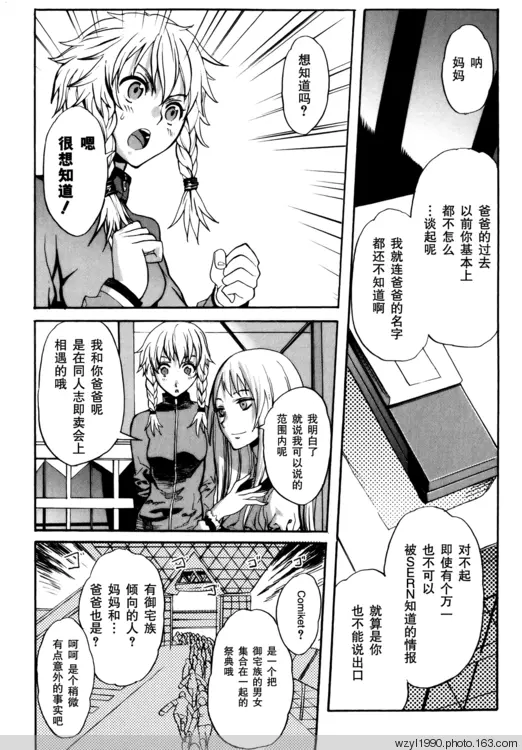 呐
妈妈
爸爸的过去
以前你基本上
都不怎么
…谈起呢
我就连爸爸的名字
都还不知道啊
对不起
即使有个万一
也不可以
被SERN知道的情报
就算是你
也不能说出口
想知道吗？
嗯
很想知道！
我明白了
就说我可以说的
范围内呢
我和你爸爸呢
是在同人志即卖会上
相遇的哦
Comiket？
是一个把
御宅族的男女
集合在一起的
祭典哦
有御宅族
倾向的人？
妈妈和…
爸爸也是？
呵呵 是个稍微
有点意外的事实吧
ゴ
ゴ
ゴ
wzyl1990.photo.163.com